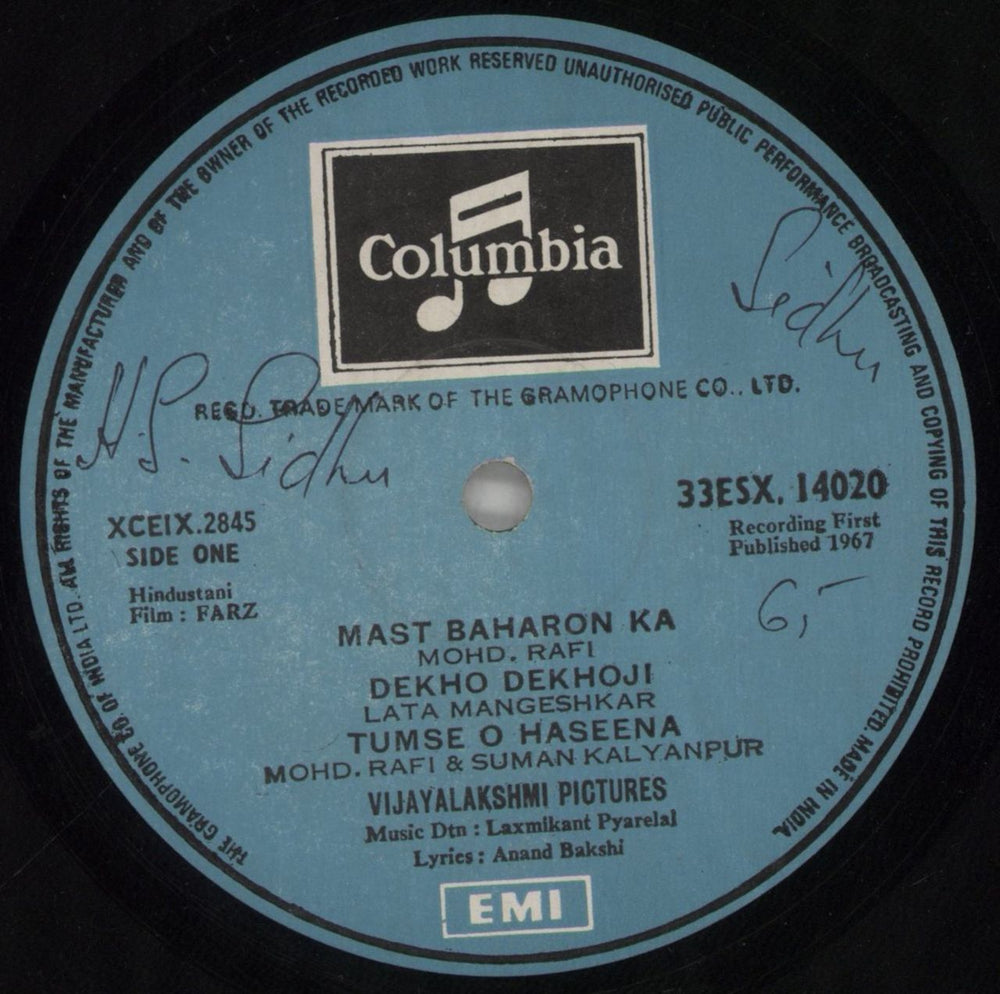 THE GRAMOPHONE CO. OF INDIA LTD. ALL RIGHTS OF THE MANUFACTURER AND OF THE OWNER OF THE RECORDED WORK RESERVED UNAUTHORISED PUBLIC PERFORMANCE BROADCASTING AND COPYING OF THIS RECORD PROHIBITED. MADE IN INDIA.
Columbia
Sidhu
REGD. TRADE MARK OF THE GRAMOPHONE CO., LTD.
H.S. Sidhu
XCEIX.2845
SIDE ONE
Hindustani
Film : FARZ
33ESX. 14020
Recording First
Published 1967
6,-
MAST BAHARON KA
MOHD. RAFI
DEKHO DEKHOJI
LATA MANGESHKAR
TUMSE O HASEENA
MOHD. RAFI & SUMAN KALYANPUR
VIJAYALAKSHMI PICTURES
Music Dtn : Laxmikant Pyarelal
Lyrics : Anand Bakshi
EMI